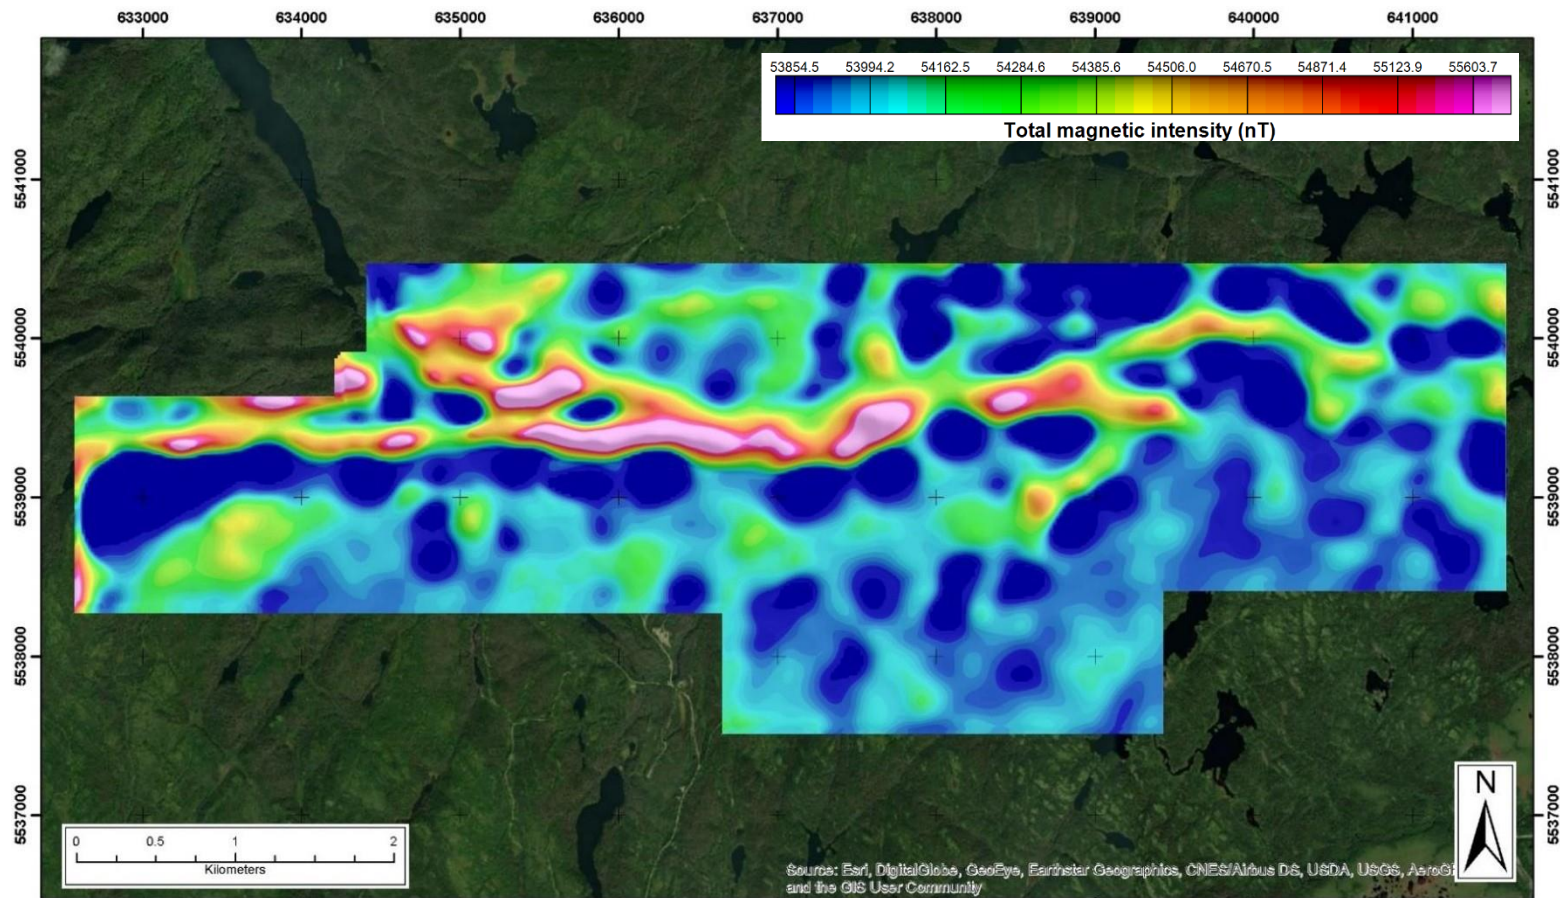 633000 634000 635000 636000 637000 638000 639000 640000 641000
53854.5 53994.2 54162.5 54284.6 54385.6 54506.0 54670.5 54871.4 55123.9 55603.7
Total magnetic intensity (nT)
5541000 5541000
5540000 5540000
5539000 5539000
5538000 5538000
5537000 5537000
N
0 0.5 1 2
Kilometers
Source: Esri, DigitalGlobe, GeoEye, Earthstar Geographics, CNES/Airbus DS, USDA, USGS,
and the GIS User Community